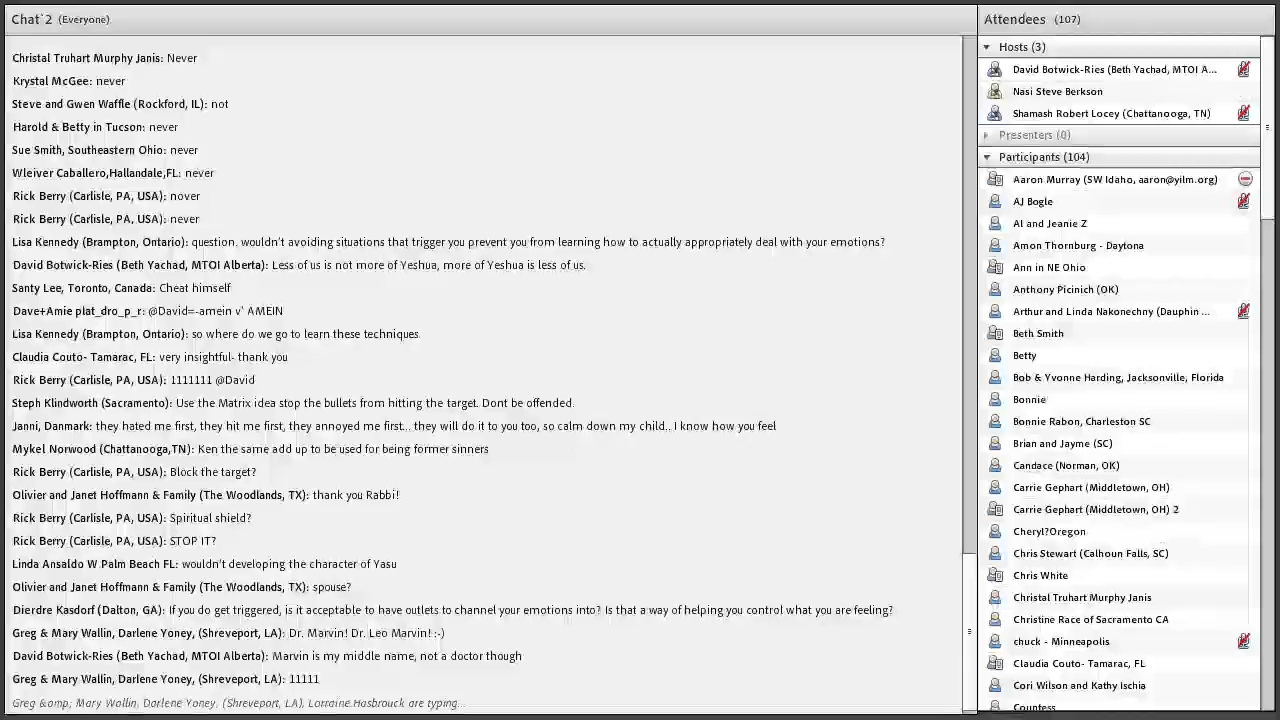 Chat`2 (Everyone)
Christal Truhart Murphy Janis: Never
Krystal McGee: never
Steve and Gwen Waffle (Rockford, IL): not
Harold & Betty in Tucson: never
Sue Smith, Southeastern Ohio: never
Wleiver Caballero,Hallandale,FL: never
Rick Berry (Carlisle, PA, USA): nover
Rick Berry (Carlisle, PA, USA): never
Lisa Kennedy (Brampton, Ontario): question. wouldn't avoiding situations that trigger you prevent you from learning how to actually appropriately deal with your emotions?
David Botwick-Ries (Beth Yachad, MTOI Alberta): Less of us is not more of Yeshua, more of Yeshua is less of us.
Santy Lee, Toronto, Canada: Cheat himself
Dave+Amie plat_dro_p_r: @David=-amein v' AMEIN
Lisa Kennedy (Brampton, Ontario): so where do we go to learn these techniques
Claudia Couto- Tamarac, FL: very insightful- thank you
Rick Berry (Carlisle, PA, USA): 1111111 @David
Steph Klindworth (Sacramento): Use the Matrix idea stop the bullets from hitting the target. Dont be offended.
Janni, Danmark: they hated me first, they hit me first, they annoyed me first... they will do it to you too, so calm down my child.. I know how you feel
Mykel Norwood (Chattanooga,TN): Ken the same add up to be used for being former sinners
Rick Berry (Carlisle, PA, USA): Block the target?
Olivier and Janet Hoffmann & Family (The Woodlands, TX): thank you Rabbi!
Rick Berry (Carlisle, PA, USA): Spiritual shield?
Rick Berry (Carlisle, PA, USA): STOP IT?
Linda Ansaldo W Palm Beach FL: wouldn't developing the character of Yasu
Olivier and Janet Hoffmann & Family (The Woodlands, TX): spouse?
Dierdre Kasdorf (Dalton, GA): If you do get triggered, is it acceptable to have outlets to channel your emotions into? Is that a way of helping you control what you are feeling?
Greg & Mary Wallin, Darlene Yoney, (Shreveport, LA): Dr. Marvin! Dr. Leo Marvin! :-)
David Botwick-Ries (Beth Yachad, MTOI Alberta): Marvin is my middle name, not a doctor though
Greg & Mary Wallin, Darlene Yoney, (Shreveport, LA): 11111
Greg &amp; Mary Wallin, Darlene Yoney, (Shreveport, LA), Lorraine Hasbrouck are typing...
Attendees (107)
Hosts (3)
David Botwick-Ries (Beth Yachad, MTOI A...
Nasi Steve Berkson
Shamash Robert Locey (Chattanooga, TN)
Presenters (0)
Participants (104)
Aaron Murray (SW Idaho, aaron@yilm.org)
AJ Bogle
Al and Jeanie Z
Amon Thornburg - Daytona
Ann in NE Ohio
Anthony Picinich (OK)
Arthur and Linda Nakonechny (Dauphin ...
Beth Smith
Betty
Bob & Yvonne Harding, Jacksonville, Florida
Bonnie
Bonnie Rabon, Charleston SC
Brian and Jayme (SC)
Candace (Norman, OK)
Carrie Gephart (Middletown, OH)
Carrie Gephart (Middletown, OH) 2
Cheryl?Oregon
Chris Stewart (Calhoun Falls, SC)
Chris White
Christal Truhart Murphy Janis
Christine Race of Sacramento CA
chuck - Minneapolis
Claudia Couto- Tamarac, FL
Cori Wilson and Kathy Ischia
Countess